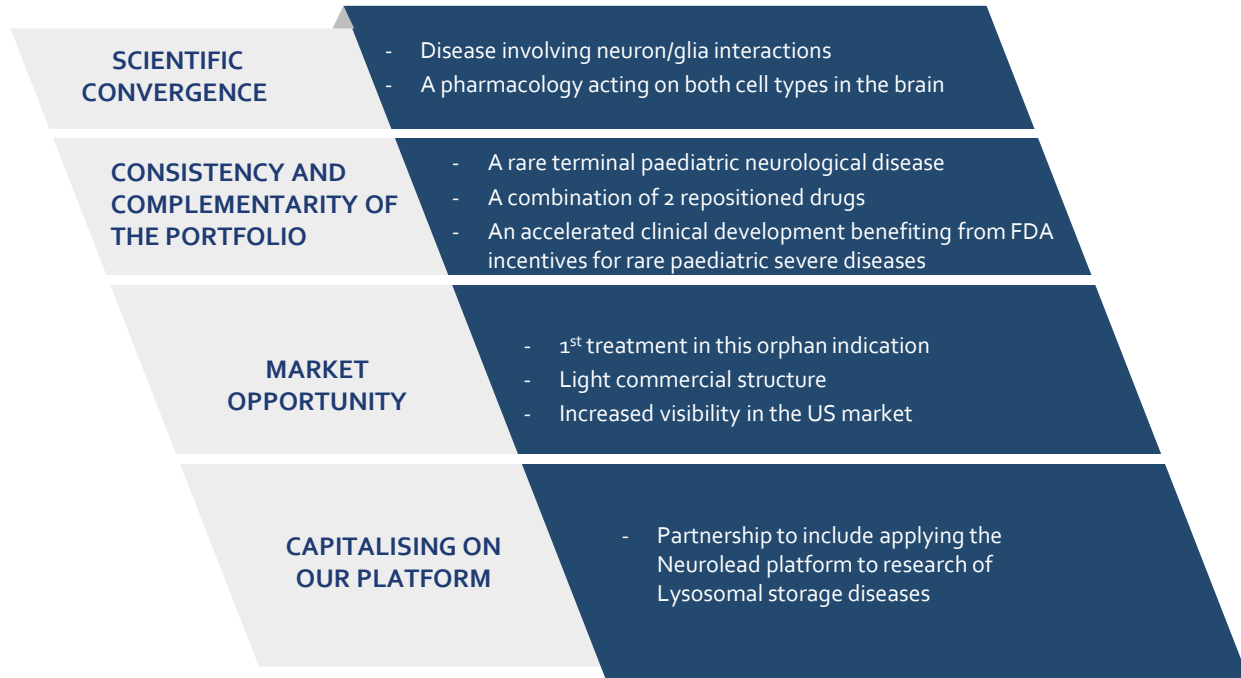 SCIENTIFIC
CONVERGENCE
- Disease involving neuron/glia interactions
- A pharmacology acting on both cell types in the brain
CONSISTENCY AND
COMPLEMENTARITY OF
THE PORTFOLIO
- A rare terminal paediatric neurological disease
- A combination of 2 repositioned drugs
- An accelerated clinical development benefiting from FDA
incentives for rare paediatric severe diseases
MARKET
OPPORTUNITY
- 1st treatment in this orphan indication
- Light commercial structure
- Increased visibility in the US market
CAPITALISING ON
OUR PLATFORM
- Partnership to include applying the
Neurolead platform to research of
Lysosomal storage diseases